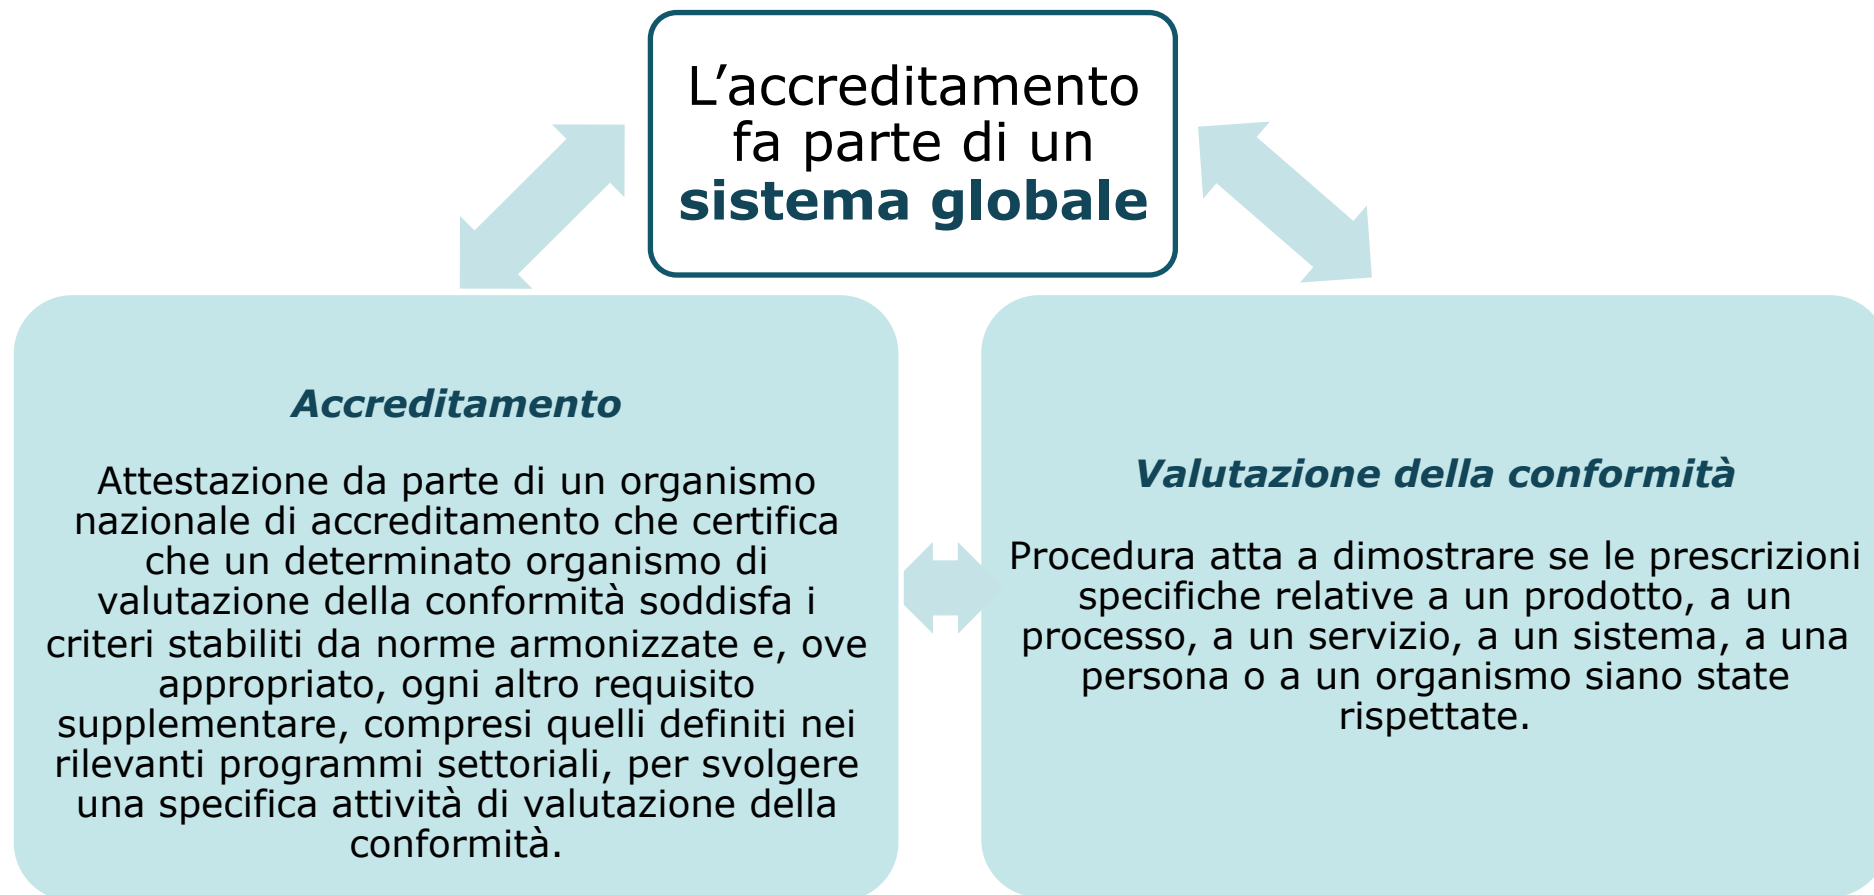 L’accreditamento
fa parte di un
sistema globale
Accreditamento
Attestazione da parte di un organismo
nazionale di accreditamento che certifica
che un determinato organismo di
valutazione della conformità soddisfa i
criteri stabiliti da norme armonizzate e, ove
appropriato, ogni altro requisito
supplementare, compresi quelli definiti nei
rilevanti programmi settoriali, per svolgere
una specifica attività di valutazione della
conformità.
Valutazione della conformità
Procedura atta a dimostrare se le prescrizioni
specifiche relative a un prodotto, a un
processo, a un servizio, a un sistema, a una
persona o a un organismo siano state
rispettate.